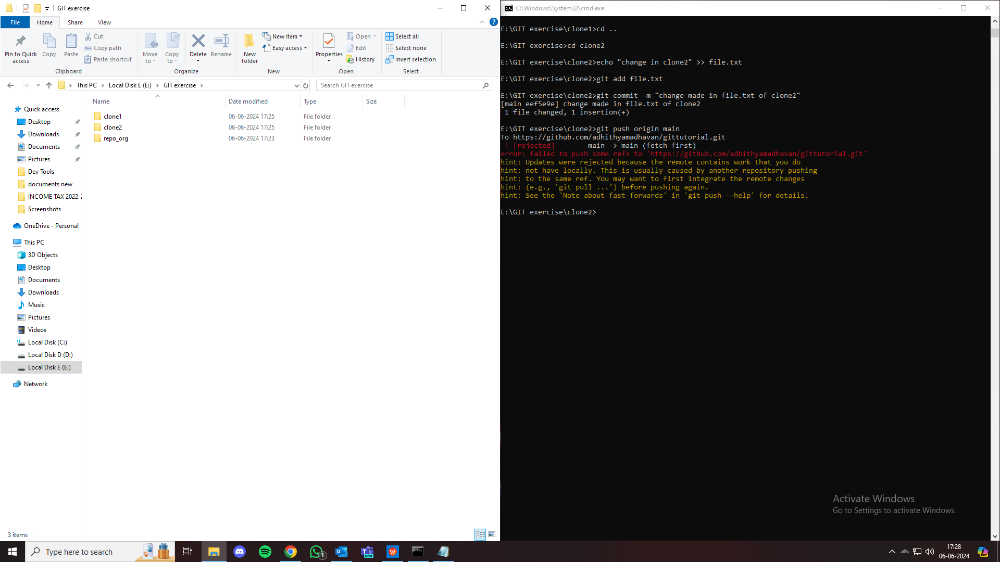 GIT exercise
File
Home
Share
View
Pin to Quick access
Copy
Paste
Cut
Copy path
Paste shortcut
Clipboard
Move to
Copy to
Delete
Rename
Organize
New folder
New item
Easy access
New
Properties
Open
Edit
History
Open
Select all
Select none
Invert selection
Select
This PC > Local Disk E (E:) > GIT exercise >
Search GIT exercise
Name Date modified Type Size
clone1 06-06-2024 17:25 File folder
clone2 06-06-2024 17:25 File folder
repo_org 06-06-2024 17:23 File folder
Quick access
Desktop
Downloads
Documents
Pictures
Dev Tools
documents new
INCOME TAX 2022-
Screenshots
OneDrive - Personal
This PC
3D Objects
Desktop
Documents
Downloads
Music
Pictures
Videos
Local Disk (C:)
Local Disk D (D:)
Local Disk E (E:)
Network
3 items
C:\Windows\System32\cmd.exe
E:\GIT exercise\clone1>cd ..
E:\GIT exercise>cd clone2
E:\GIT exercise\clone2>echo "change in clone2" >> file.txt
E:\GIT exercise\clone2>git add file.txt
E:\GIT exercise\clone2>git commit -m "change made in file.txt of clone2"
[main eef5e9e] change made in file.txt of clone2
1 file changed, 1 insertion(+)
E:\GIT exercise\clone2>git push origin main
To https://github.com/adhithyamadhavan/gittutorial.git
! [rejected] main -> main (fetch first)
error: failed to push some refs to 'https://github.com/adhithyamadhavan/gittutorial.git'
hint: Updates were rejected because the remote contains work that you do
hint: not have locally. This is usually caused by another repository pushing
hint: to the same ref. You may want to first integrate the remote changes
hint: (e.g., 'git pull ...') before pushing again.
hint: See the 'Note about fast-forwards' in 'git push --help' for details.
E:\GIT exercise\clone2>
Activate Windows
Go to Settings to activate Windows.
Type here to search
1
NEW
17:28
06-06-2024
PRE